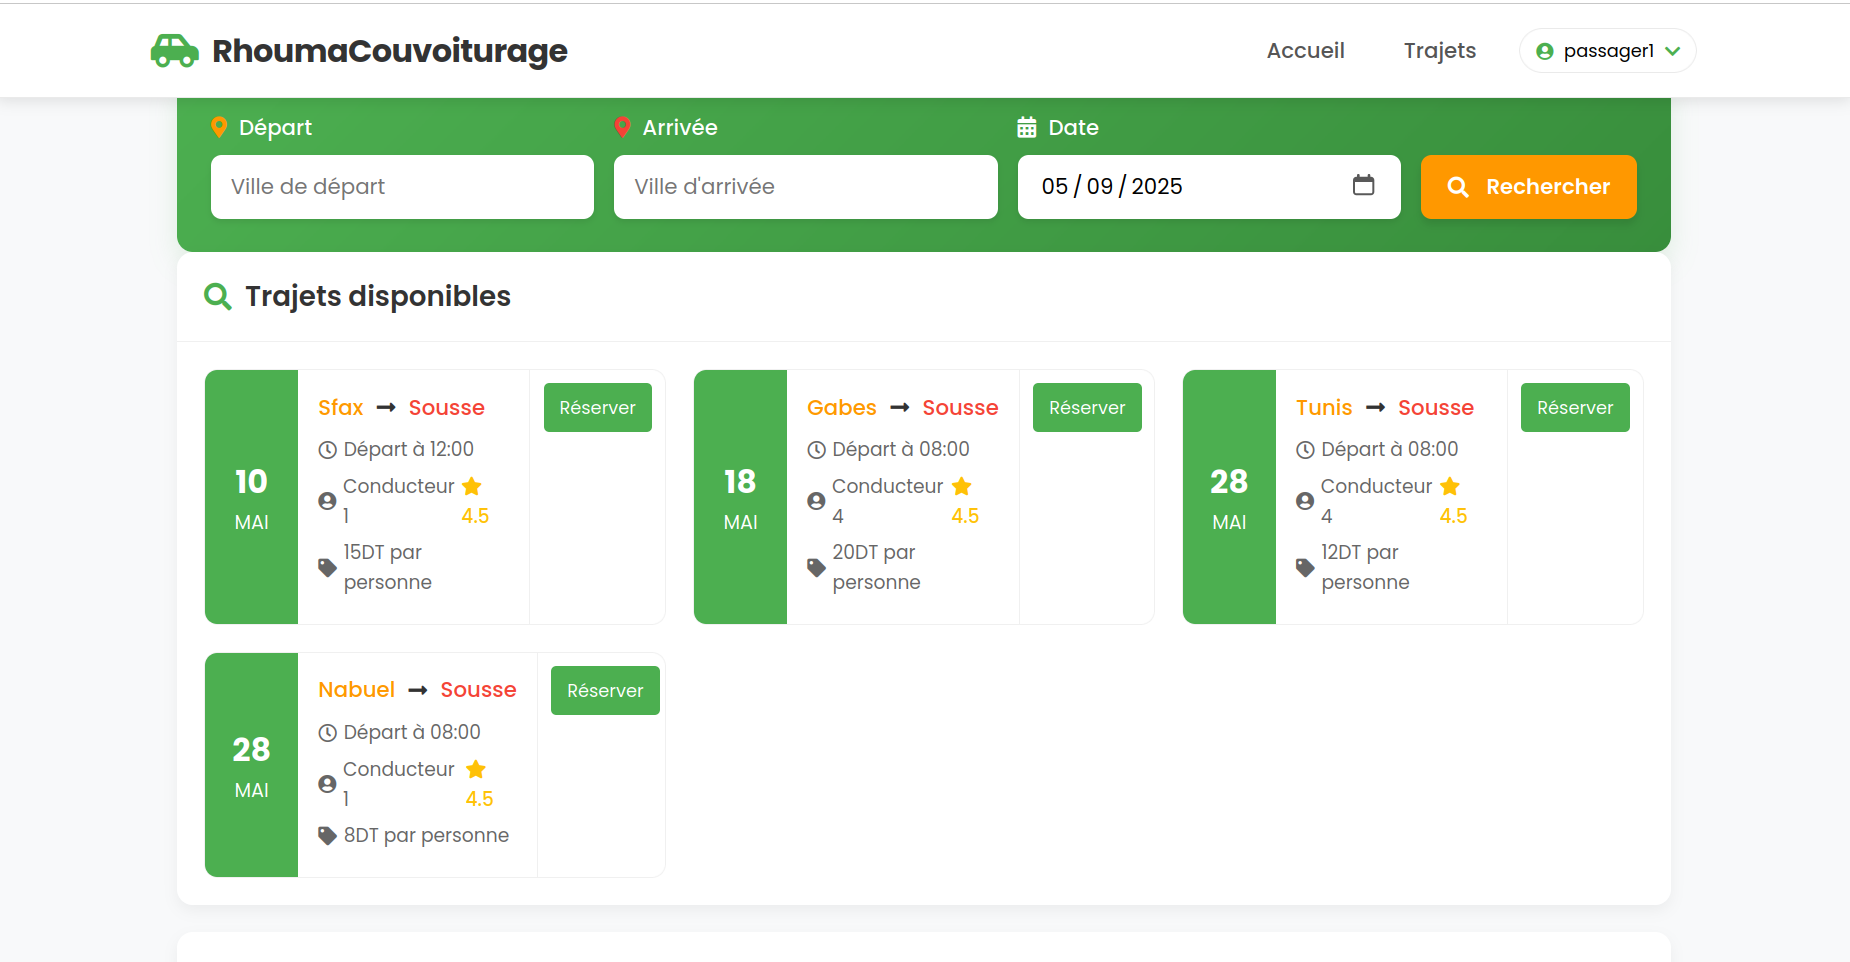 RhoumaCouvoiturage
Accueil
Trajets
passager1
Départ
Arrivée
Date
Ville de départ
Ville d'arrivée
05 / 09 / 2025
Rechercher
Trajets disponibles
10
MAI
Sfax → Sousse
Départ à 12:00
Conducteur
1
4.5
15DT par
personne
Réserver
18
MAI
Gabes → Sousse
Départ à 08:00
Conducteur
4
4.5
20DT par
personne
Réserver
28
MAI
Tunis → Sousse
Départ à 08:00
Conducteur
4
4.5
12DT par
personne
Réserver
28
MAI
Nabuel → Sousse
Départ à 08:00
Conducteur
1
4.5
8DT par personne
Réserver